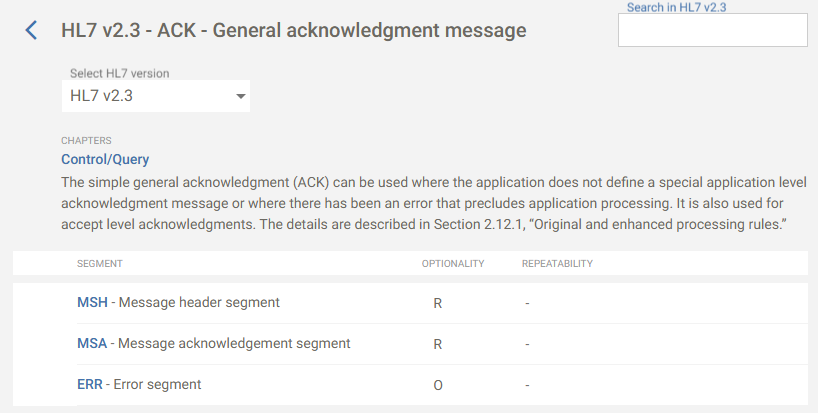 Search in HL7 v2.3
HL7 v2.3 - ACK - General acknowledgment message
Select HL7 version
HL7 v2.3
CHAPTERS
Control/Query
The simple general acknowledgment (ACK) can be used where the application does not define a special application level
acknowledgment message or where there has been an error that precludes application processing. It is also used for
accept level acknowledgments. The details are described in Section 2.12.1, “Original and enhanced processing rules.”
SEGMENT OPTIONALITY REPEATABILITY
MSH - Message header segment R -
MSA - Message acknowledgement segment R -
ERR - Error segment O -